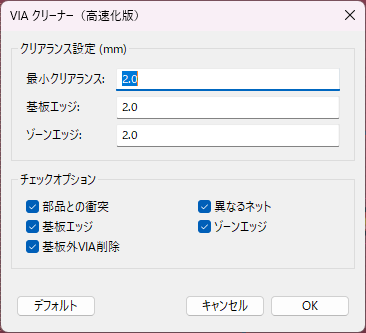 VIA クリーナー（高速化版）
クリアランス設定 (mm)
最小クリアランス: 2.0
基板エッジ: 2.0
ゾーンエッジ: 2.0
チェックオプション
部品との衝突 異なるネット
基板エッジ ゾーンエッジ
基板外VIA削除
デフォルト キャンセル OK